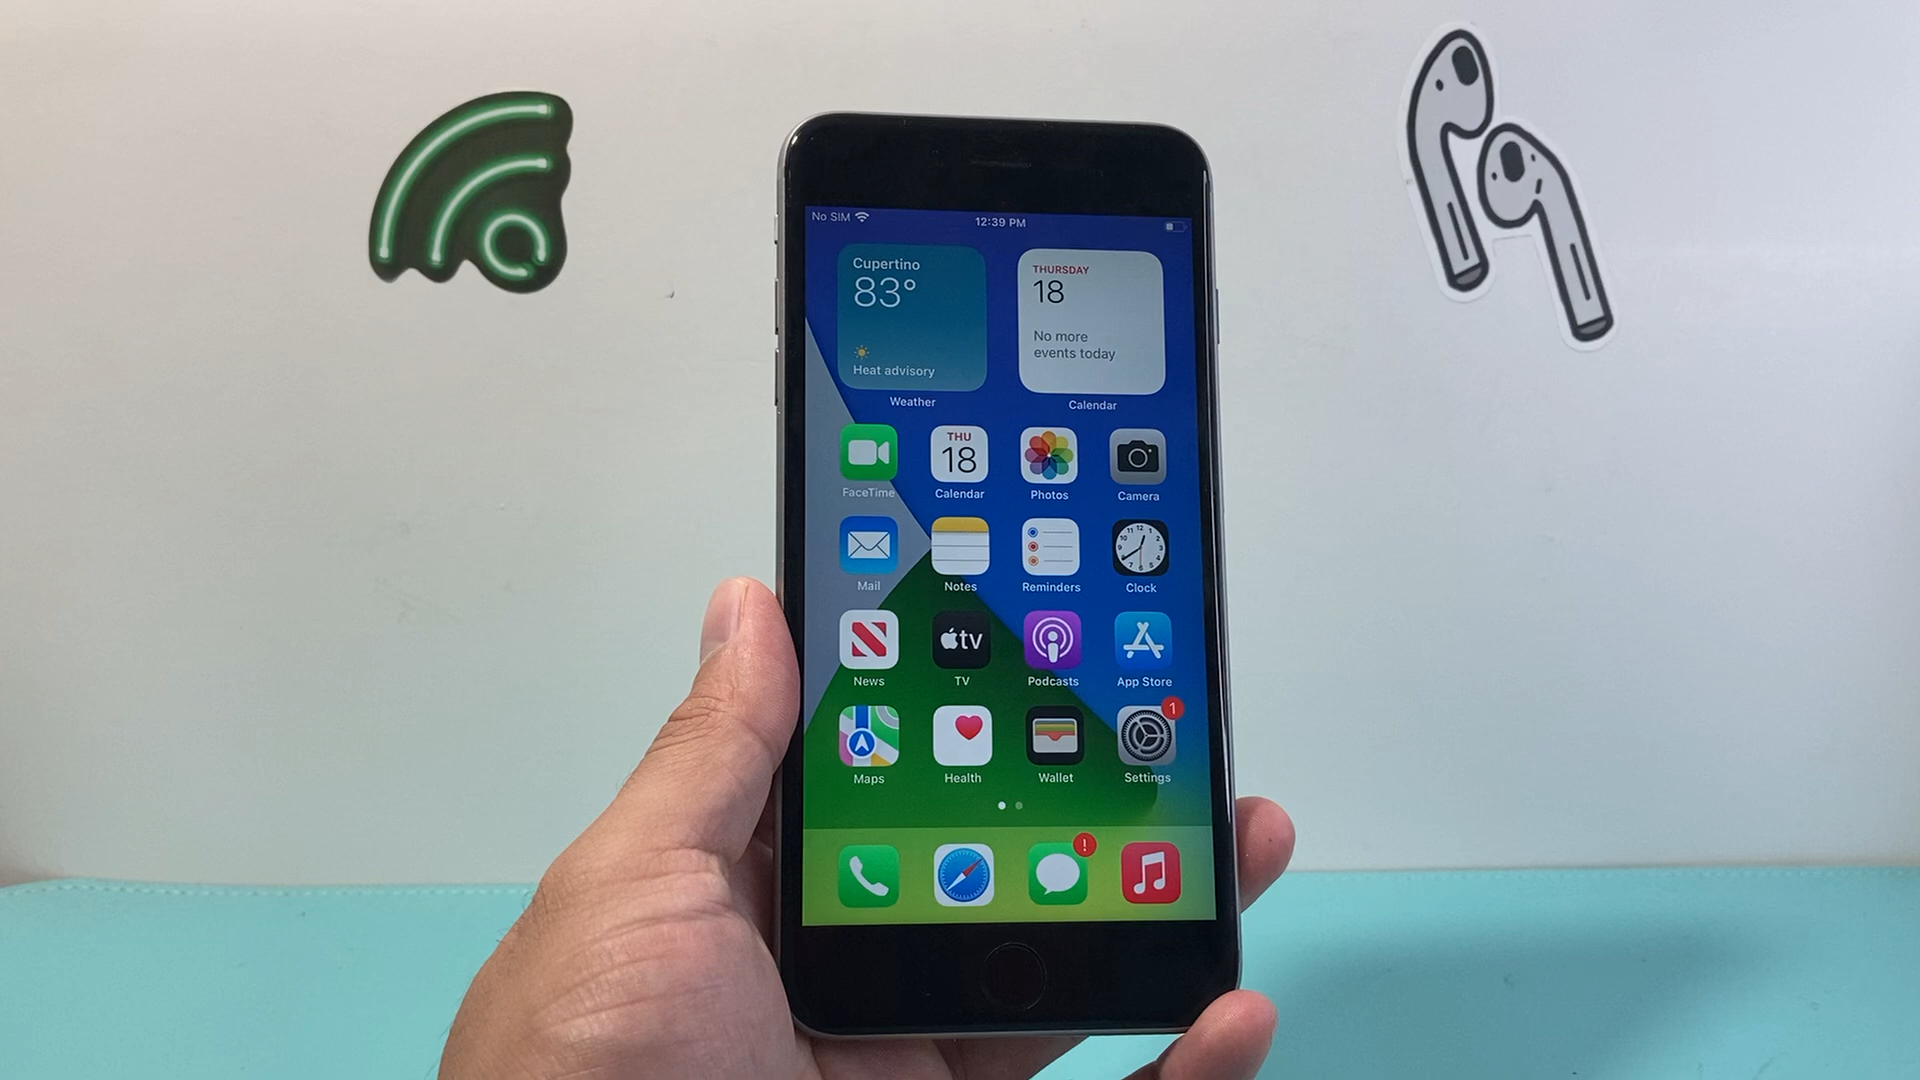 No SIM
12:39 PM
Cupertino
83°
Heat advisory
Weather
THURSDAY
18
No more
events today
Calendar
FaceTime
THU
18
Calendar
Photos
Camera
Mail
Notes
Reminders
Clock
News
tv
TV
Podcasts
App Store
Maps
Health
Wallet
1
Settings
!